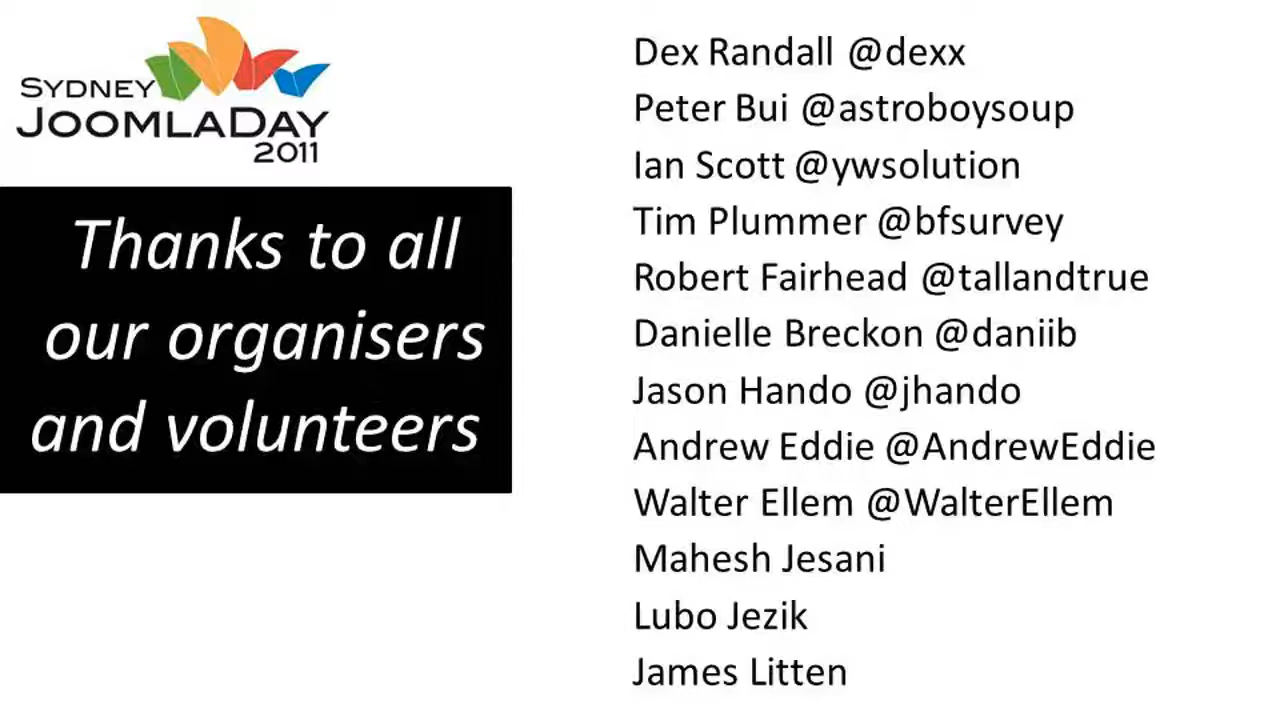 SYDNEY
JOOMLADAY
2011
Thanks to all
our organisers
and volunteers
Dex Randall @dexx
Peter Bui @astroboysoup
Ian Scott @ywsolution
Tim Plummer @bfsurvey
Robert Fairhead @tallandtrue
Danielle Breckon @daniib
Jason Hando @jhando
Andrew Eddie @AndrewEddie
Walter Ellem @WalterEllem
Mahesh Jesani
Lubo Jezik
James Litten